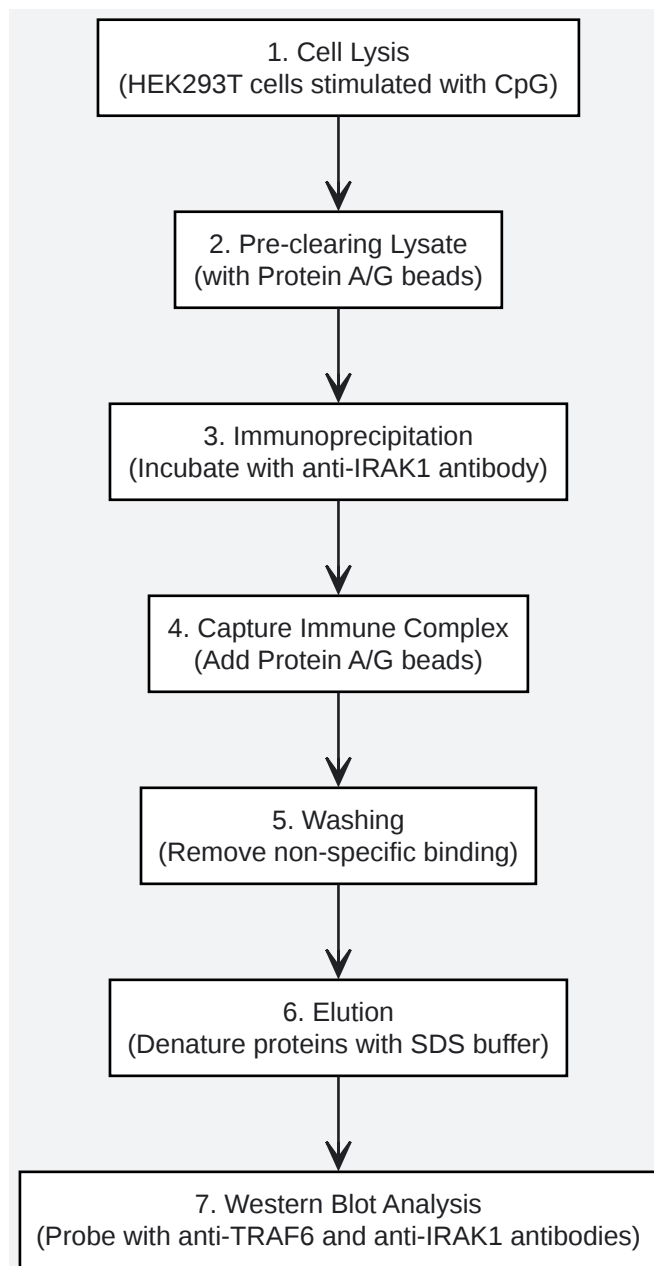 1. Cell Lysis
(HEK293T cells stimulated with CpG)
2. Pre-clearing Lysate
(with Protein A/G beads)
3. Immunoprecipitation
(Incubate with anti-IRAK1 antibody)
4. Capture Immune Complex
(Add Protein A/G beads)
5. Washing
(Remove non-specific binding)
6. Elution
(Denature proteins with SDS buffer)
7. Western Blot Analysis
(Probe with anti-TRAF6 and anti-IRAK1 antibodies)